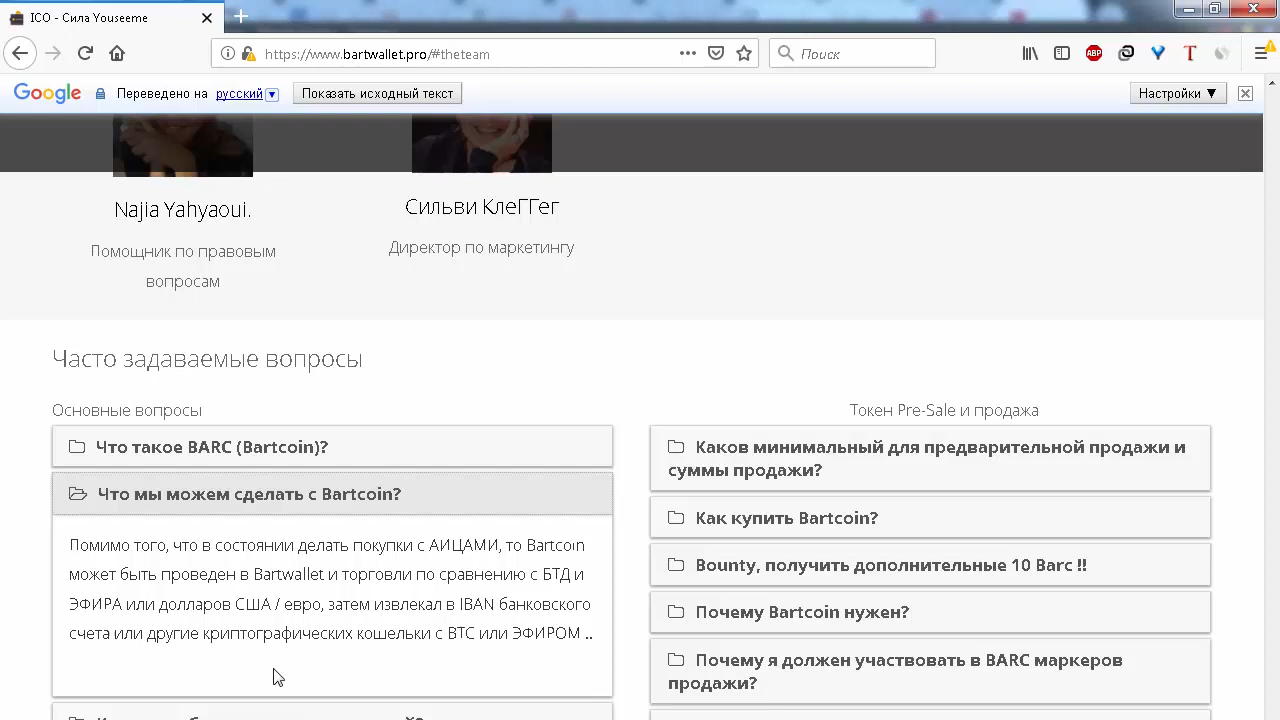 ICO - Сила Youseeme
https://www.bartwallet.pro/#theteam
Поиск
ABP
T
Google Переведено на русский Показать исходный текст Настройки ▼
Najia Yahyaoui.
Помощник по правовым
вопросам
Сильви КлеГГег
Директор по маркетингу
Часто задаваемые вопросы
Основные вопросы
Что такое BARC (Bartcoin)?
Что мы можем сделать с Bartcoin?
Помимо того, что в состоянии делать покупки с АИЦАМИ, то Bartcoin
может быть проведен в Bartwallet и торговли по сравнению с БТД и
ЭФИРА или долларов США / евро, затем извлекал в IBAN банковского
счета или другие криптографических кошельки с BTC или ЭФИРОМ ..
Токен Pre-Sale и продажа
Каков минимальный для предварительной продажи и
суммы продажи?
Как купить Bartcoin?
Bounty, получить дополнительные 10 Barc !!
Почему Bartcoin нужен?
Почему я должен участвовать в BARC маркеров
продажи?